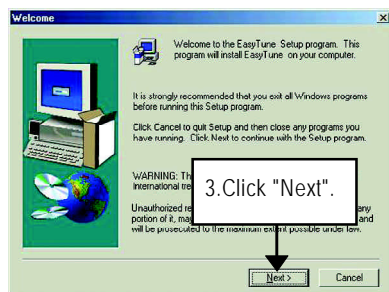 Welcome
Welcome to the EasyTune Setup program. This
program will install EasyTune on your computer.
It is strongly recommended that you exit all Windows programs
before running this Setup program.
Click Cancel to quit Setup and then close any programs you
have running. Click Next to continue with the Setup program.
WARNING: Th
International tre
Unauthorized re any
portion of it, may and
will be prosecuted to the maximum extent possible under law.
3.Click "Next".
Next > Cancel